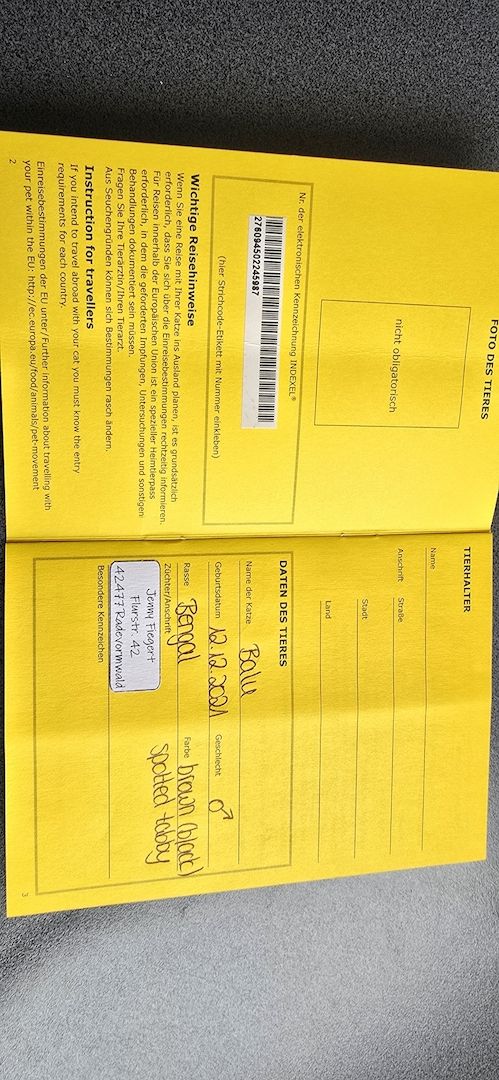 FOTO DES TIERES
nicht obligatorisch
Nr. der elektronischen Kennzeichnung INDEXEL®
276094502245987
(hier Strichcode-Etikett mit Nummer einkleben)
Wichtige Reisehinweise
Wenn Sie eine Reise mit Ihrer Katze ins Ausland planen, ist es grundsätzlich
erforderlich, dass Sie sich über die Einreisebestimmungen rechtzeitig informieren.
Für Reisen innerhalb der Europäischen Union ist ein spezieller Heimtierpass
erforderlich, in dem die geforderten Impfungen, Untersuchungen und sonstigen
Behandlungen dokumentiert sein müssen.
Fragen Sie Ihre Tierärztin/Ihren Tierarzt.
Aus Seuchengründen können sich Bestimmungen rasch ändern.
Instruction for travellers
If you intend to travel abroad with your cat you must know the entry
requirements for each country.
Einreisebestimmungen der EU unter/Further information about travelling with
your pet within the EU: http://ec.europa.eu/food/animals/pet-movement
2
TIERHALTER
Name
Anschrift Straße
Stadt
Land
DATEN DES TIERES
Name der Katze Balu
Geburtsdatum 12.12.2021 Geschlecht ♂
Rasse Bengal Farbe brown (black)
spotted tabby
Züchter/Anschrift
Jenny Fiegert
Flurstr. 42
42477 Radevormwald
Besondere Kennzeichen
3